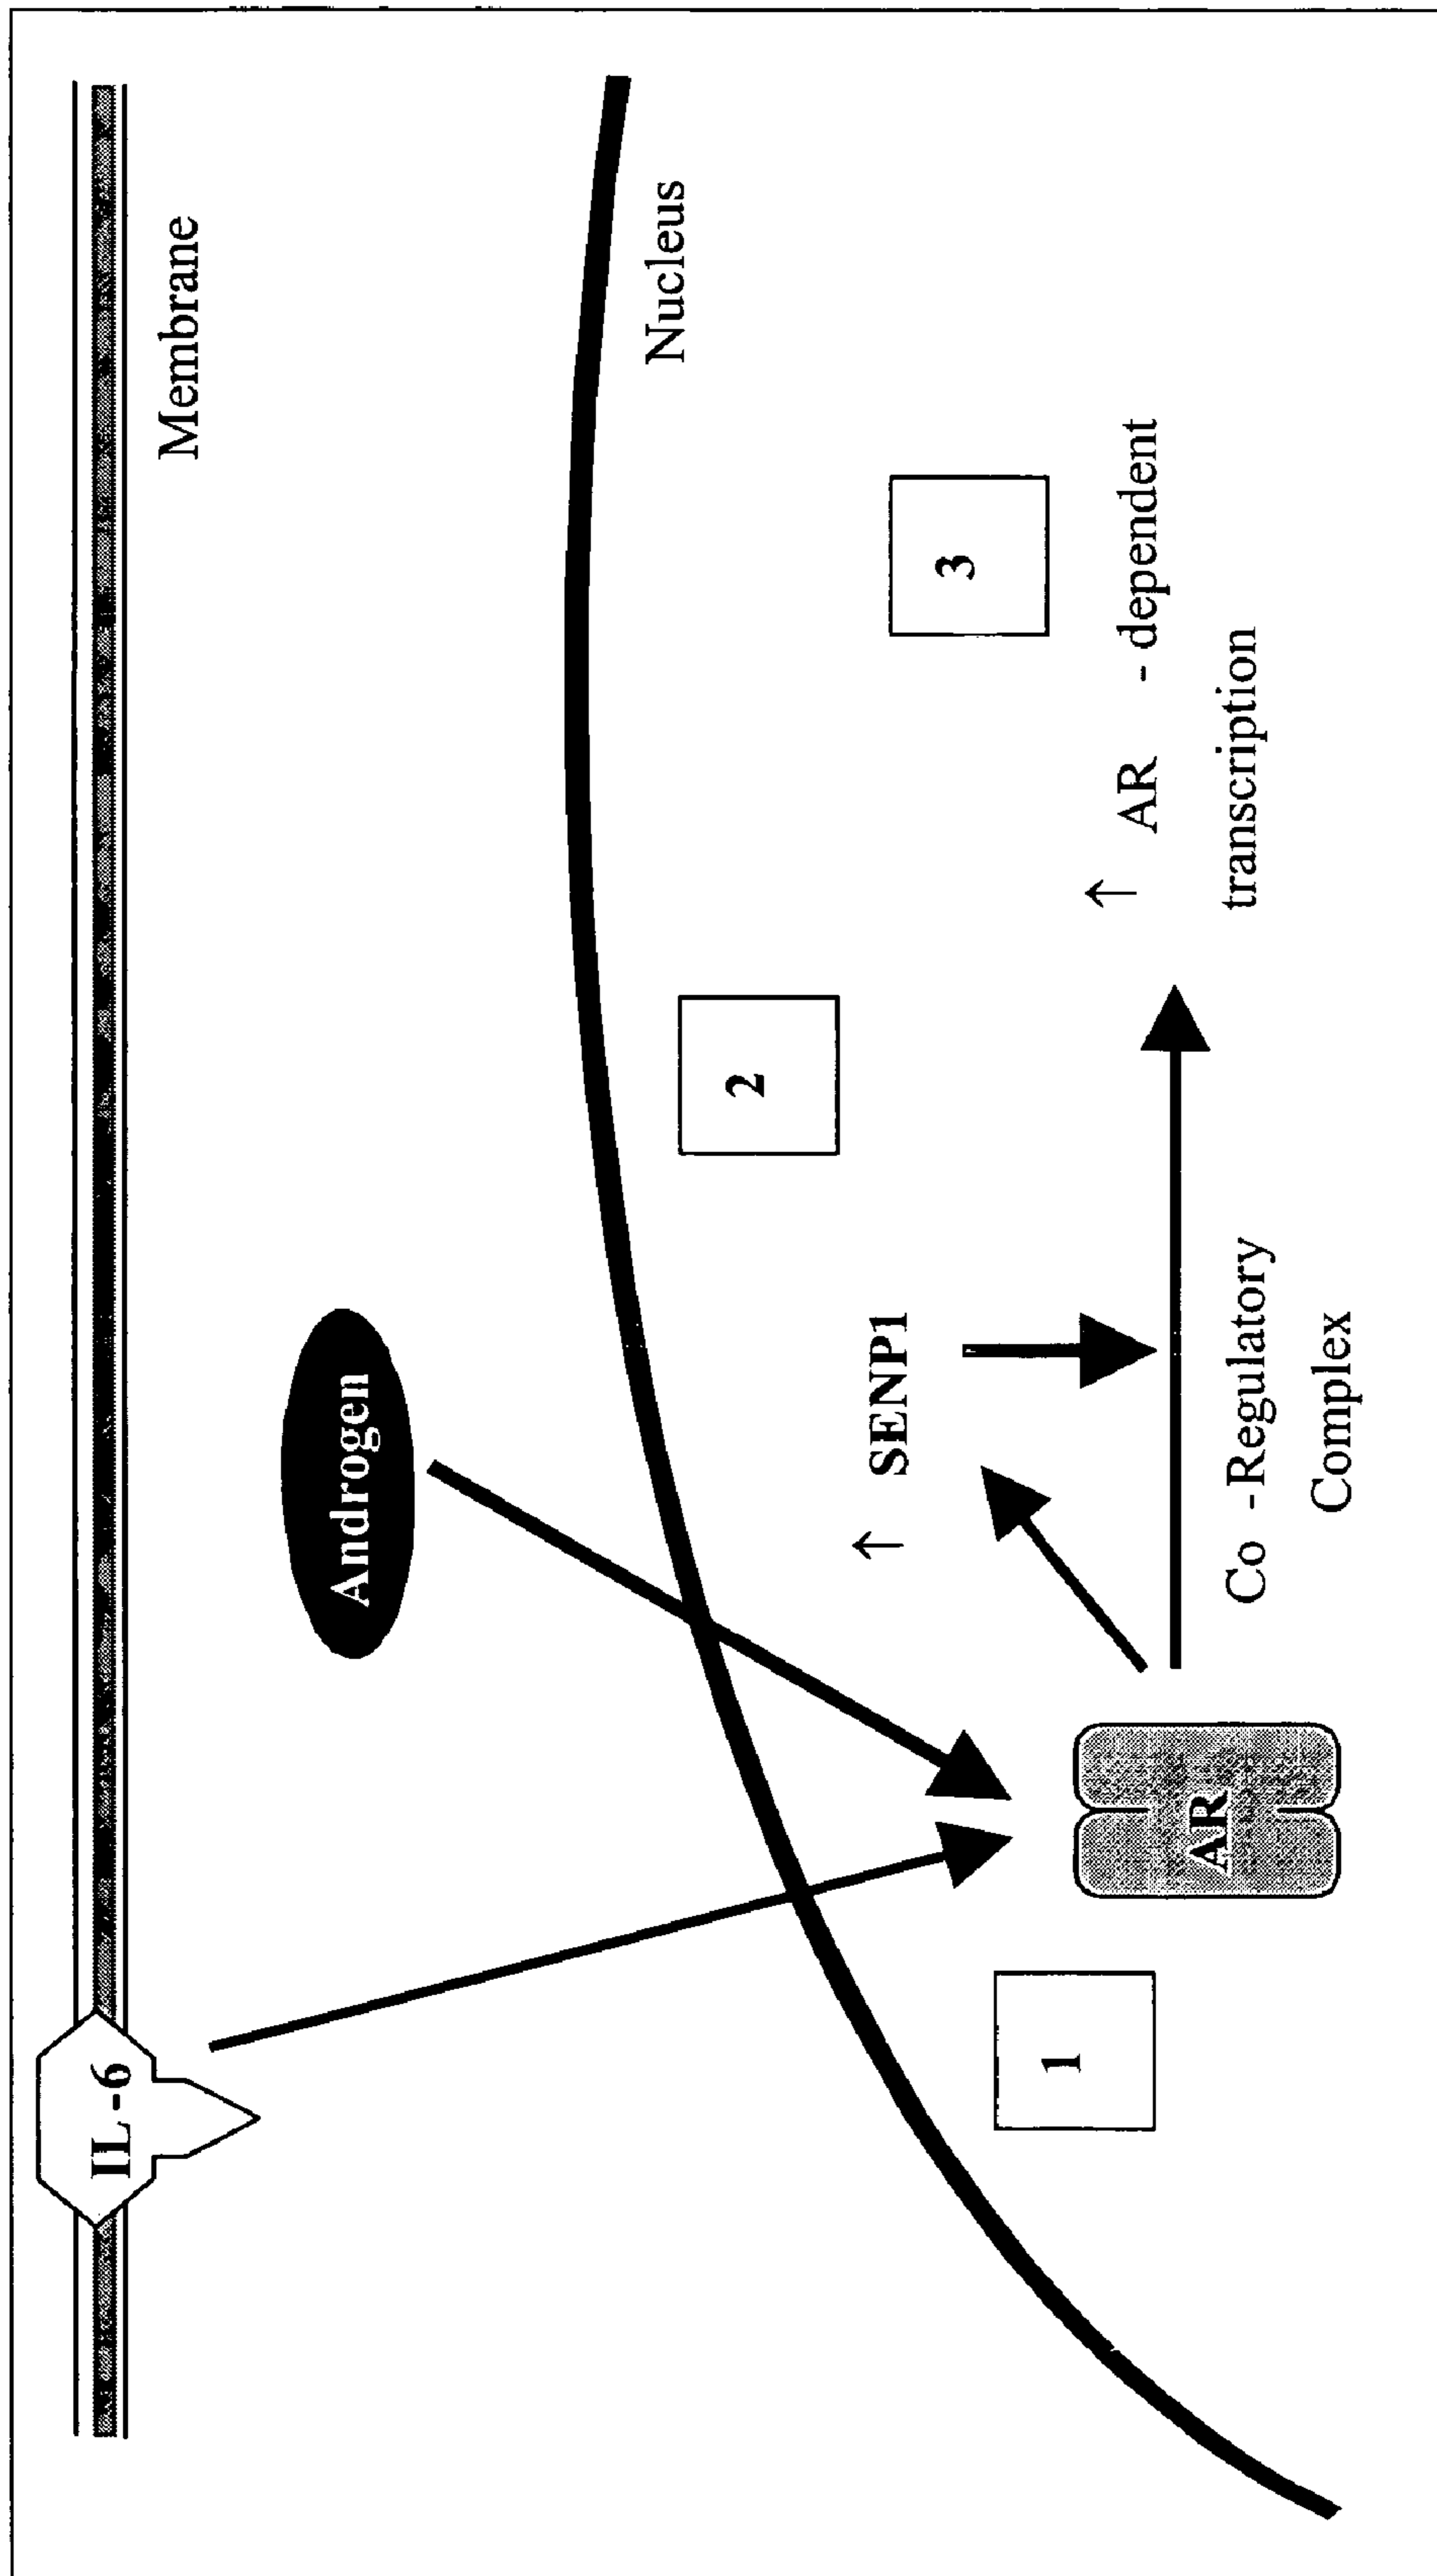 IL-6
Membrane
Androgen
Nucleus
1
AR
2
↑ SENP1
Co -Regulatory
Complex
3
↑ AR - dependent
transcription